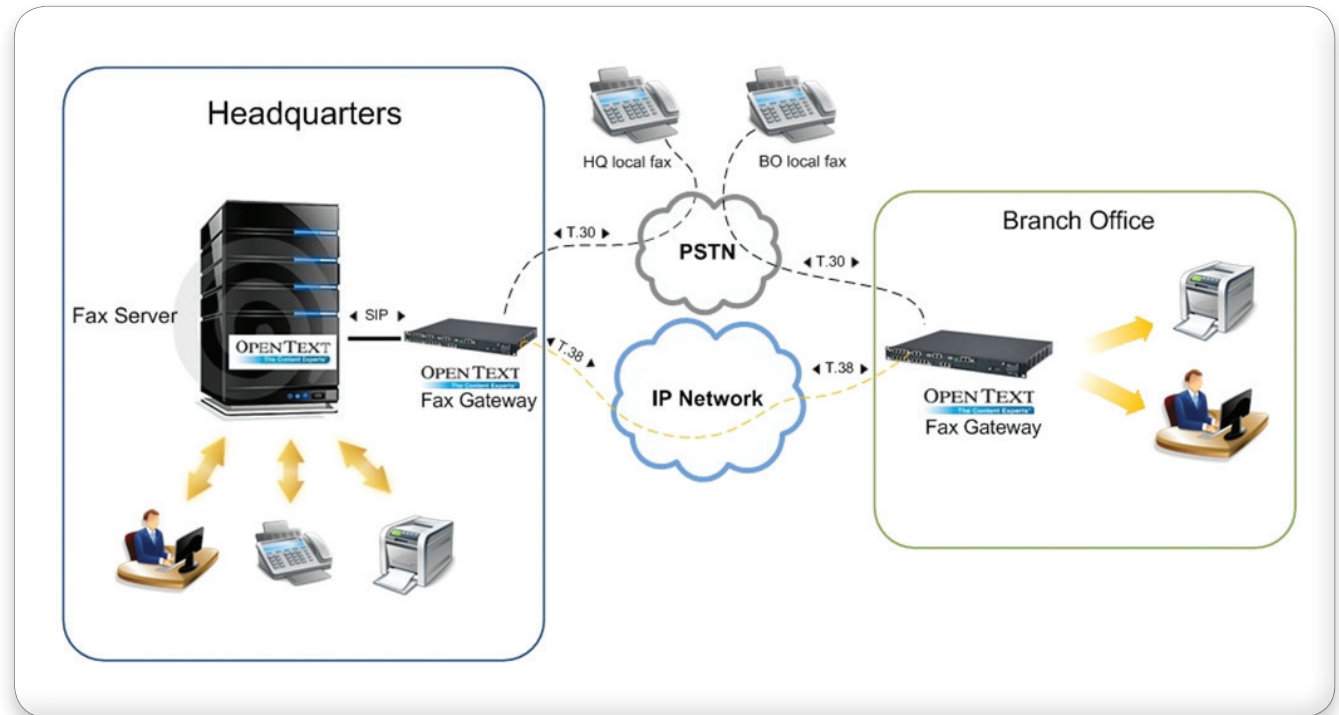 Headquarters
HQ local fax
BO local fax
Branch Office
◄ T.30 ►
PSTN
◄ T.30 ►
Fax Server
◄ SIP ►
OPENTEXT
The Content Experts
◄ T.38 ►
IP Network
◄ T.38 ►
OPENTEXT
The Content Experts
Fax Gateway
OPENTEXT
The Content Experts
Fax Gateway